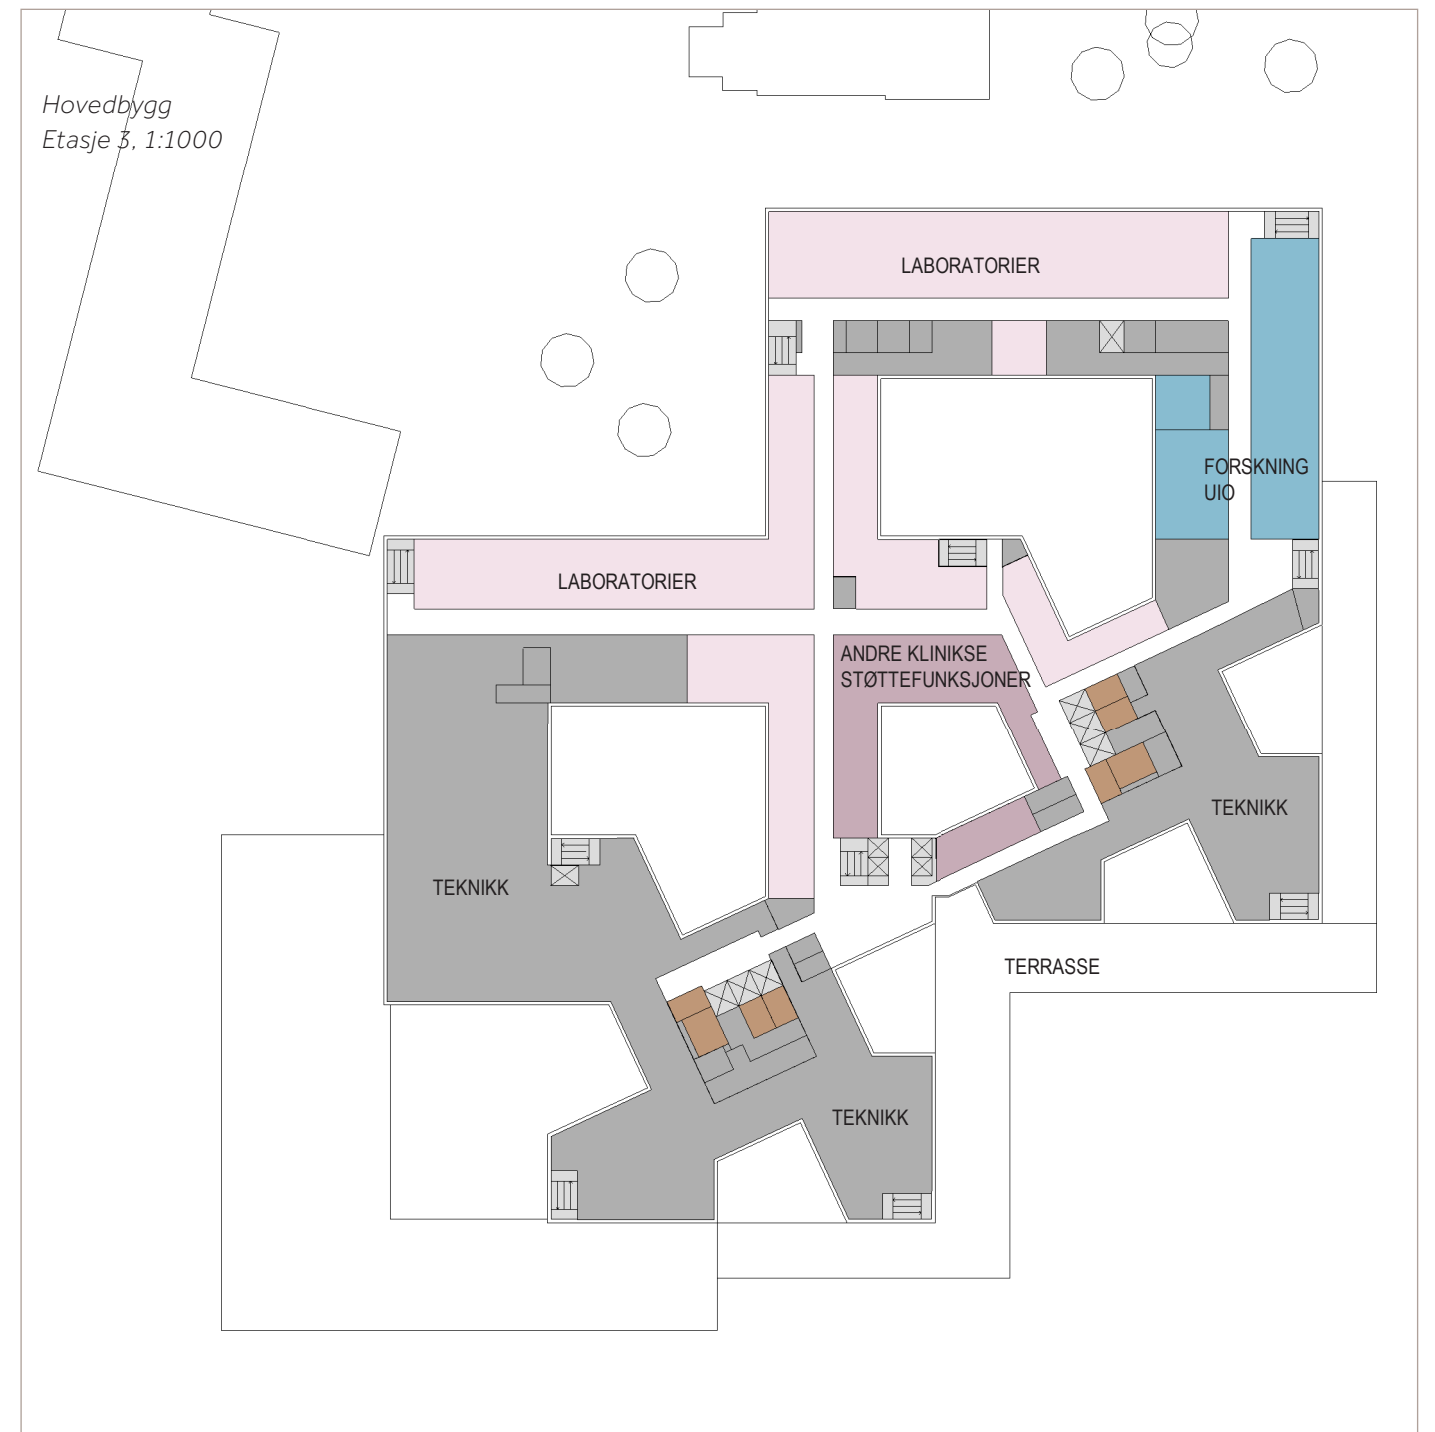 Hovedbygg
Etasje 3, 1:1000
LABORATORIER
FORSKNING
UIO
LABORATORIER
ANDRE KLINIKSE
STØTTEFUNKSJONER
TEKNIKK
TEKNIKK
TERRASSE
TEKNIKK